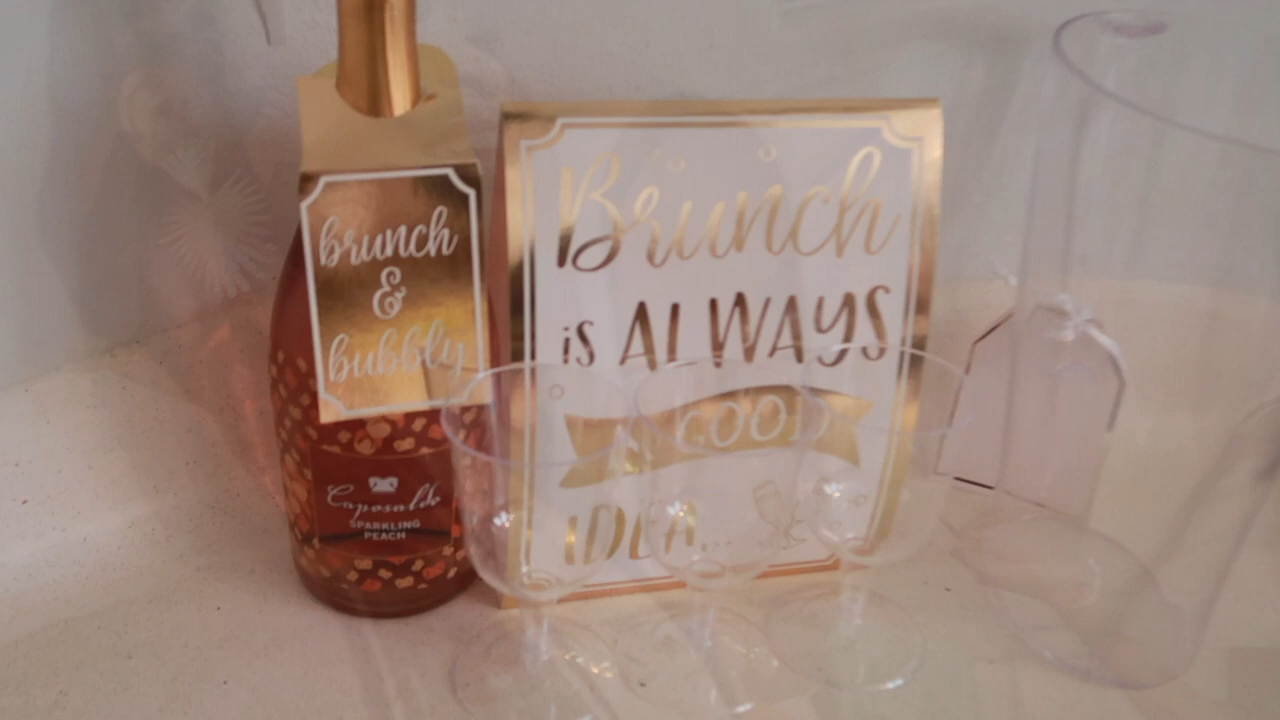 brunch
&
bubbly
Caposaldo
SPARKLING
PEACH
Brunch
is ALWAYS
A GOOD
IDEA...